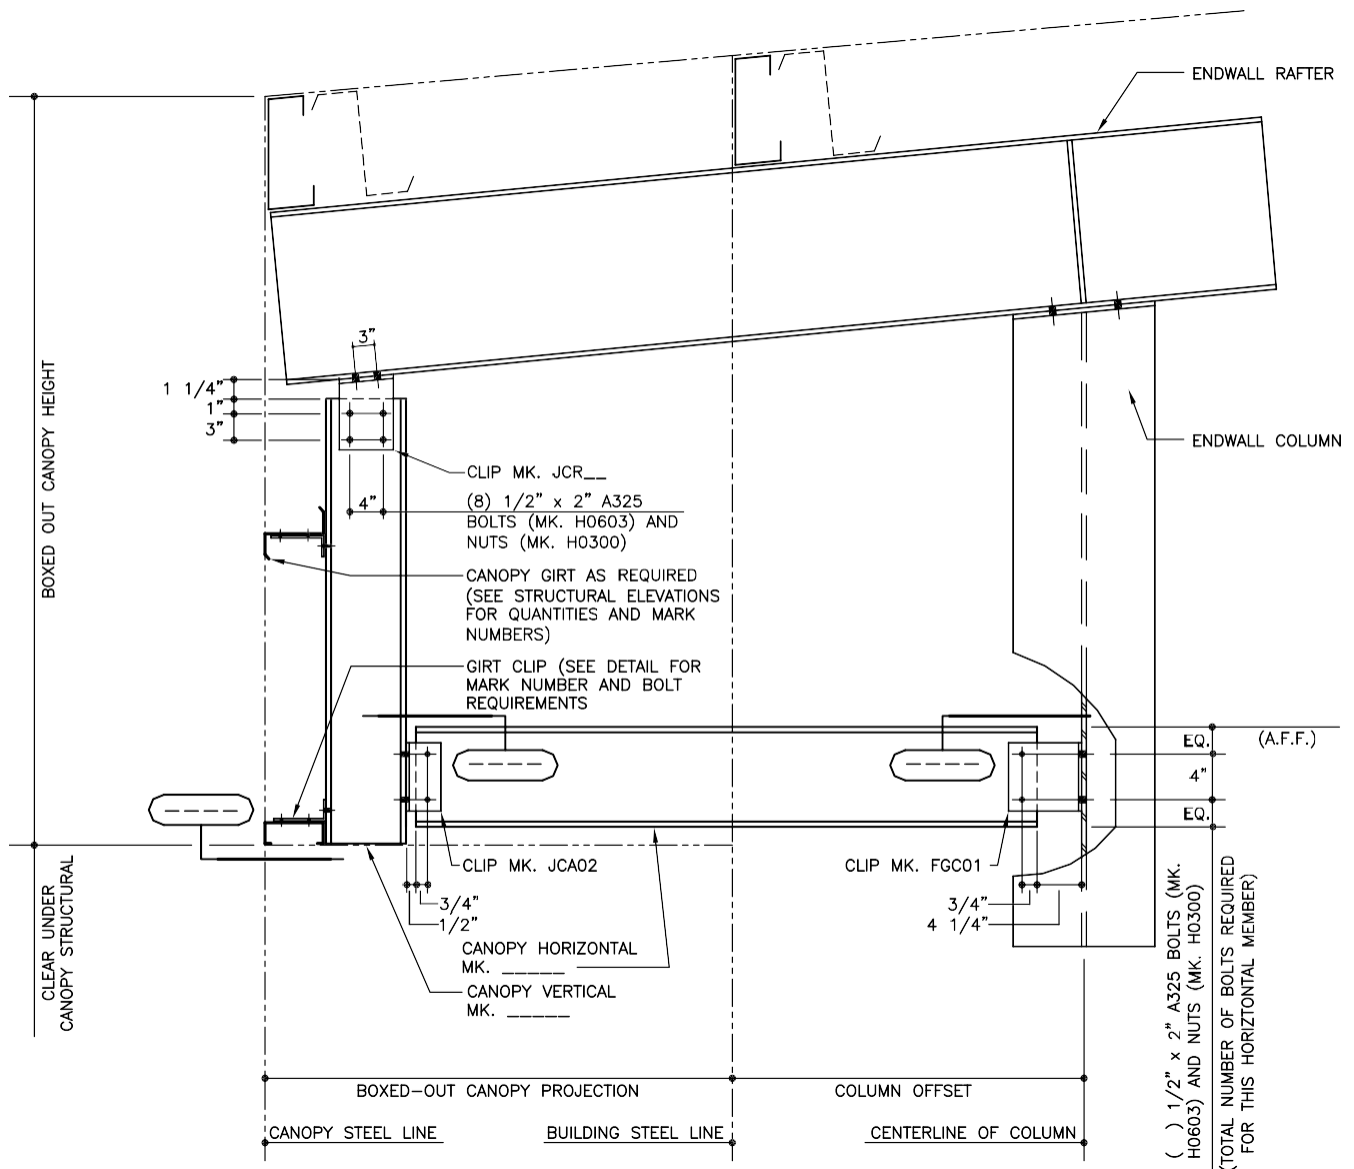 ENDWALL RAFTER
3"
1 1/4"
1"
3"
BOXED OUT CANOPY HEIGHT
ENDWALL COLUMN
CLIP MK. JCR__
4"
(8) 1/2" x 2" A325
BOLTS (MK. H0603) AND
NUTS (MK. H0300)
CANOPY GIRT AS REQUIRED
(SEE STRUCTURAL ELEVATIONS
FOR QUANTITIES AND MARK
NUMBERS)
GIRT CLIP (SEE DETAIL FOR
MARK NUMBER AND BOLT
REQUIREMENTS
EQ.
(A.F.F.)
4"
EQ.
CLIP MK. JCA02
CLIP MK. FGC01
3/4"
1/2"
3/4"
4 1/4"
CLEAR UNDER
CANOPY STRUCTURAL
CANOPY HORIZONTAL
MK. _____
CANOPY VERTICAL
MK. _____
( ) 1/2" x 2" A325 BOLTS (MK.
H0603) AND NUTS (MK. H0300)
(TOTAL NUMBER OF BOLTS REQUIRED
FOR THIS HORIZTONTAL MEMBER)
BOXED-OUT CANOPY PROJECTION
COLUMN OFFSET
CANOPY STEEL LINE
BUILDING STEEL LINE
CENTERLINE OF COLUMN